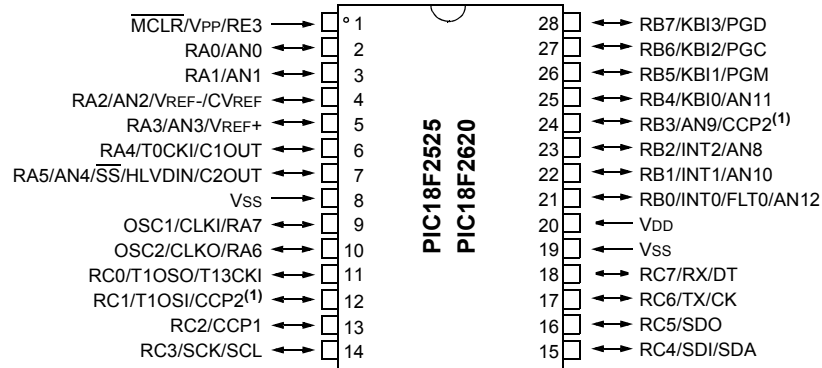 MCLR/VPP/RE3 °1 28 RB7/KBI3/PGD
RA0/AN0 2 27 RB6/KBI2/PGC
RA1/AN1 3 26 RB5/KBI1/PGM
RA2/AN2/VREF-/CVREF 4 25 RB4/KBI0/AN11
RA3/AN3/VREF+ 5 24 RB3/AN9/CCP2(1)
RA4/T0CKI/C1OUT 6 23 RB2/INT2/AN8
RA5/AN4/SS/HLVDIN/C2OUT 7 22 RB1/INT1/AN10
VSS 8 21 RB0/INT0/FLT0/AN12
OSC1/CLKI/RA7 9 20 VDD
OSC2/CLKO/RA6 10 19 VSS
RC0/T1OSO/T13CKI 11 18 RC7/RX/DT
RC1/T1OSI/CCP2(1) 12 17 RC6/TX/CK
RC2/CCP1 13 16 RC5/SDO
RC3/SCK/SCL 14 15 RC4/SDI/SDA
PIC18F2525
PIC18F2620